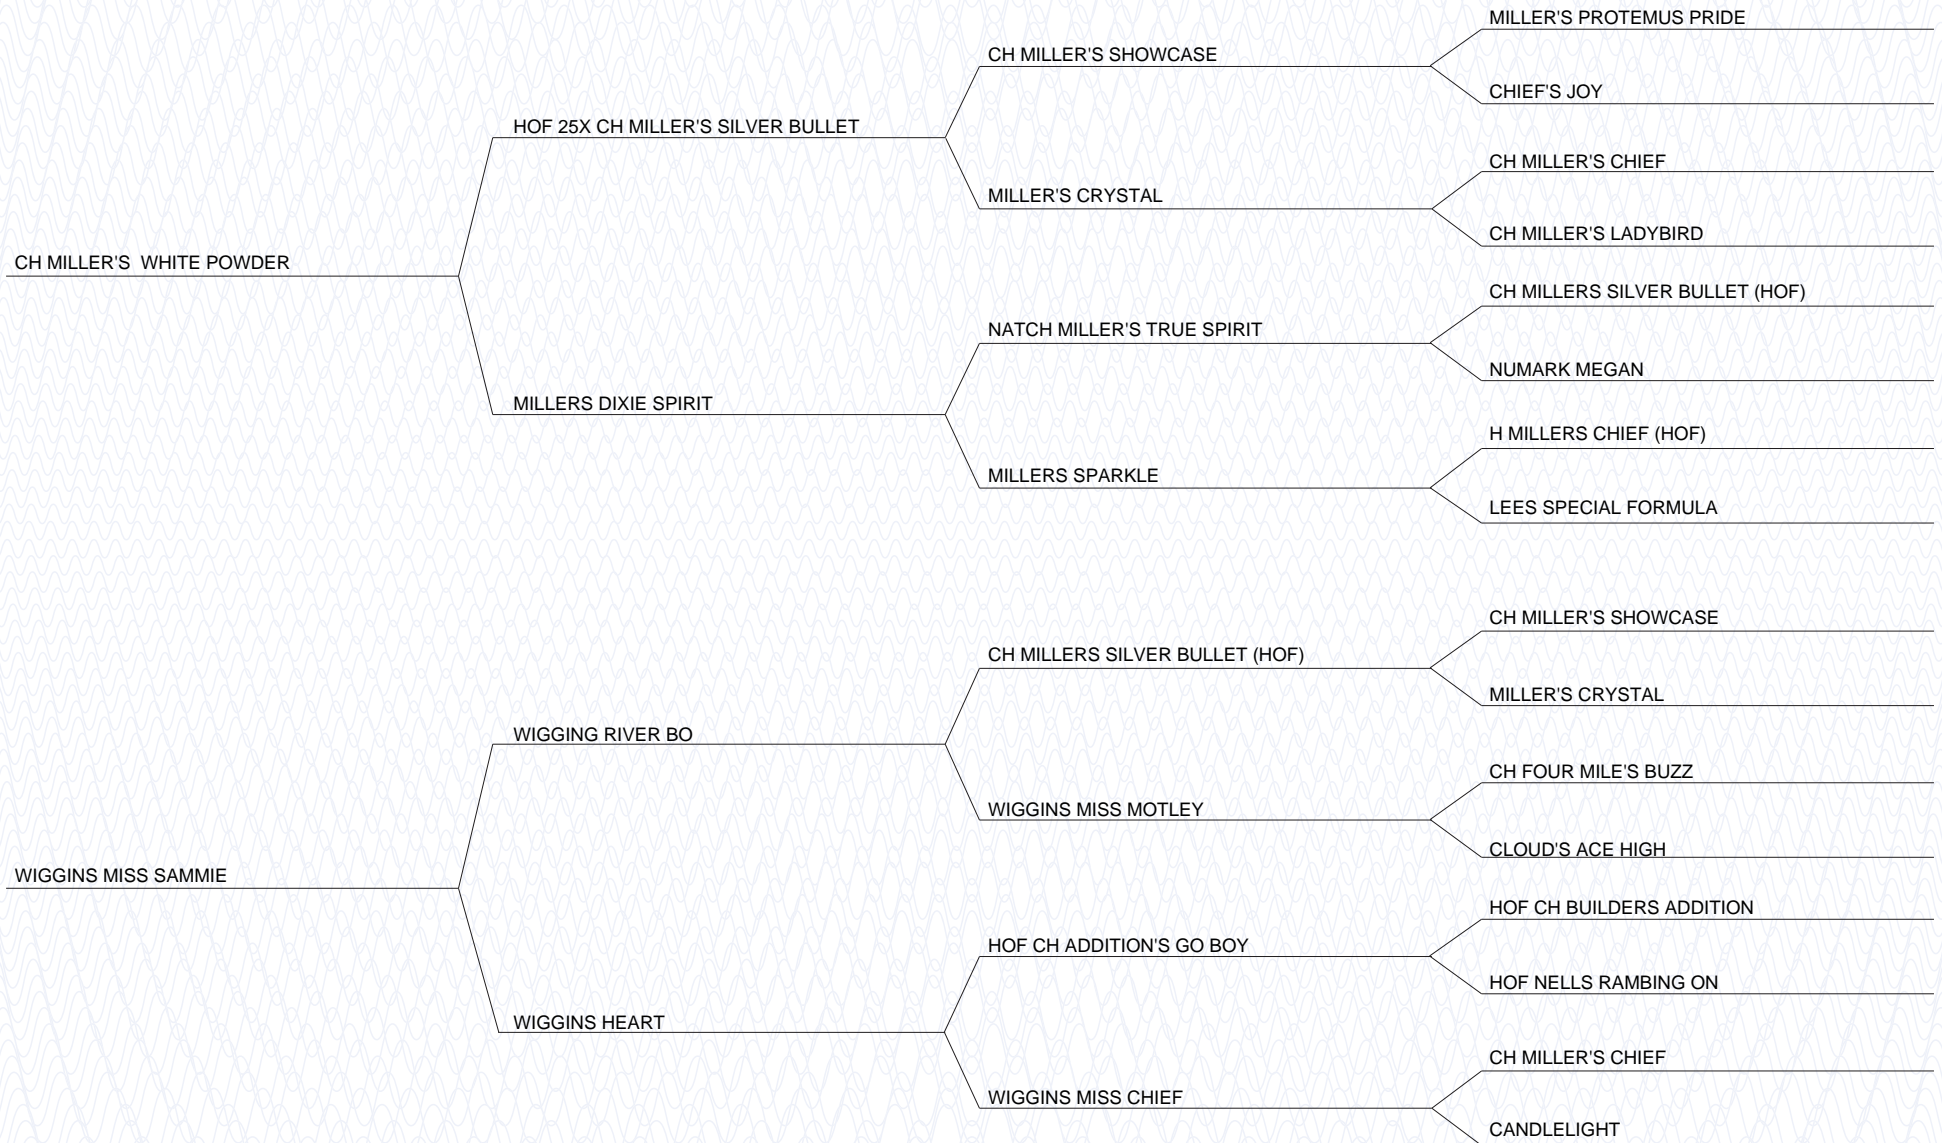 MILLER'S PROTEMUS PRIDE
CH MILLER'S SHOWCASE
CHIEF'S JOY
HOF 25X CH MILLER'S SILVER BULLET
CH MILLER'S CHIEF
MILLER'S CRYSTAL
CH MILLER'S LADYBIRD
CH MILLER'S  WHITE POWDER
CH MILLERS SILVER BULLET (HOF)
NATCH MILLER'S TRUE SPIRIT
NUMARK MEGAN
MILLERS DIXIE SPIRIT
H MILLERS CHIEF (HOF)
MILLERS SPARKLE
LEES SPECIAL FORMULA
CH MILLER'S SHOWCASE
CH MILLERS SILVER BULLET (HOF)
MILLER'S CRYSTAL
WIGGING RIVER BO
CH FOUR MILE'S BUZZ
WIGGINS MISS MOTLEY
CLOUD'S ACE HIGH
WIGGINS MISS SAMMIE
HOF CH BUILDERS ADDITION
HOF CH ADDITION'S GO BOY
HOF NELLS RAMBING ON
WIGGINS HEART
CH MILLER'S CHIEF
WIGGINS MISS CHIEF
CANDLELIGHT